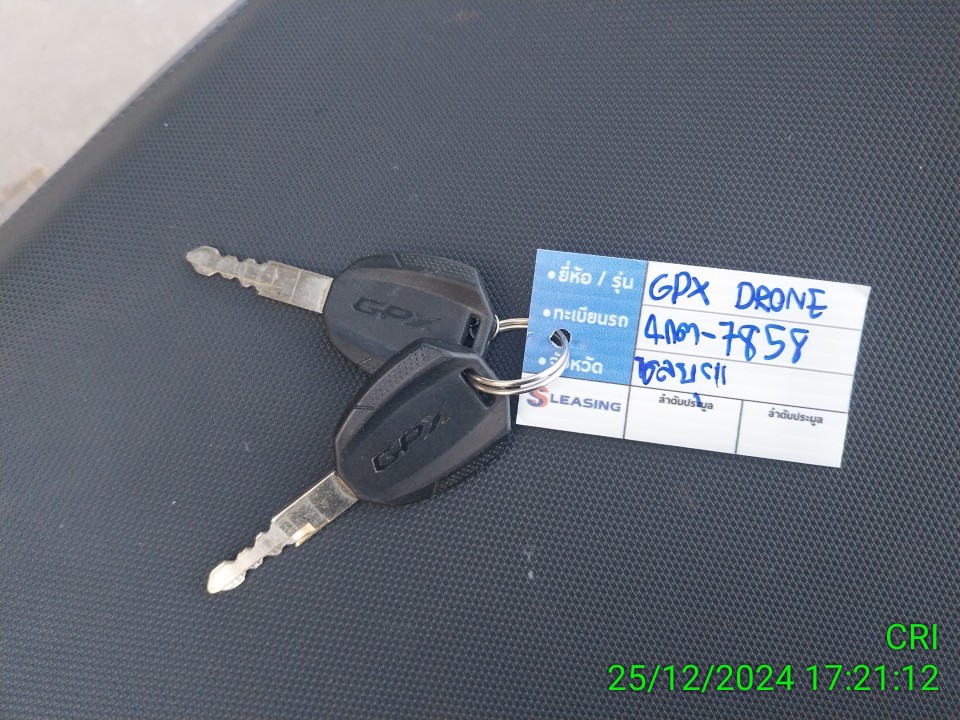 GPX
GPX
• ยี่ห้อ / รุ่น GPX DRONE
• ทะเบียนรถ 4กต-7858
• จังหวัด ชลบุรี
SLEASING ลำดับประมูล ลำดับประมูล
CRI
25/12/2024 17:21:12